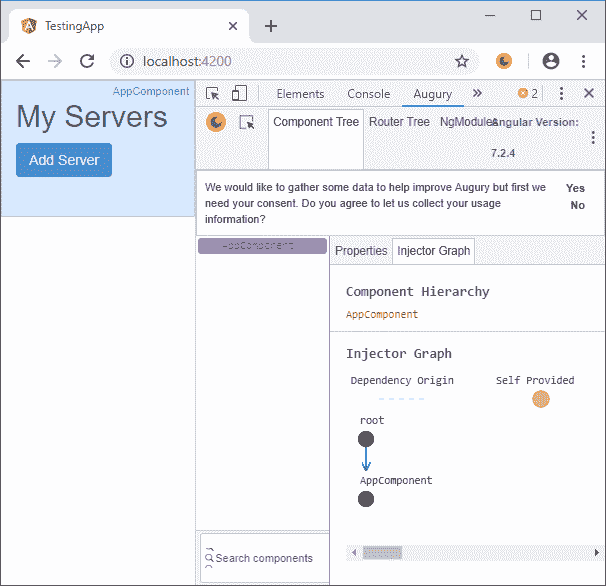 TestingApp
localhost:4200
AppComponent
My Servers
Add Server
Elements Console Augury 2
Component Tree Router Tree NgModules Angular Version:
7.2.4
We would like to gather some data to help improve Augury but first we Yes
need your consent. Do you agree to let us collect your usage No
information?
AppComponent
Properties Injector Graph
Component Hierarchy
AppComponent
Injector Graph
Dependency Origin Self Provided
root
AppComponent
Search components